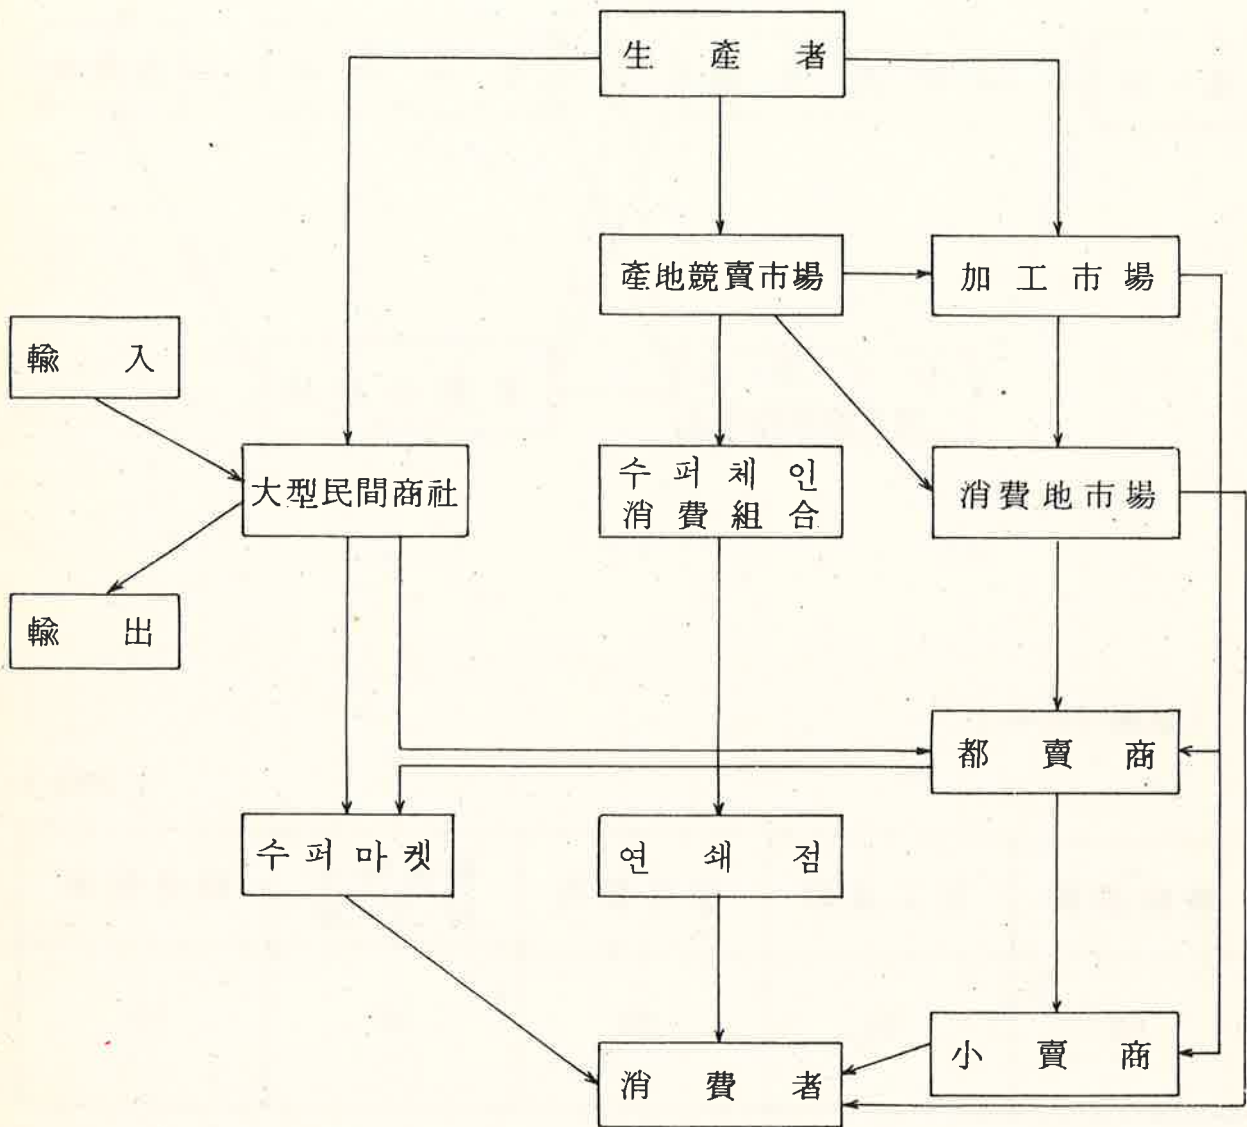 生產者
產地競賣市場
加工市場
輸入
大型民間商社
수퍼체인
消費組合
消費地市場
輸出
都賣商
수퍼마켓
연쇄점
小賣商
消費者